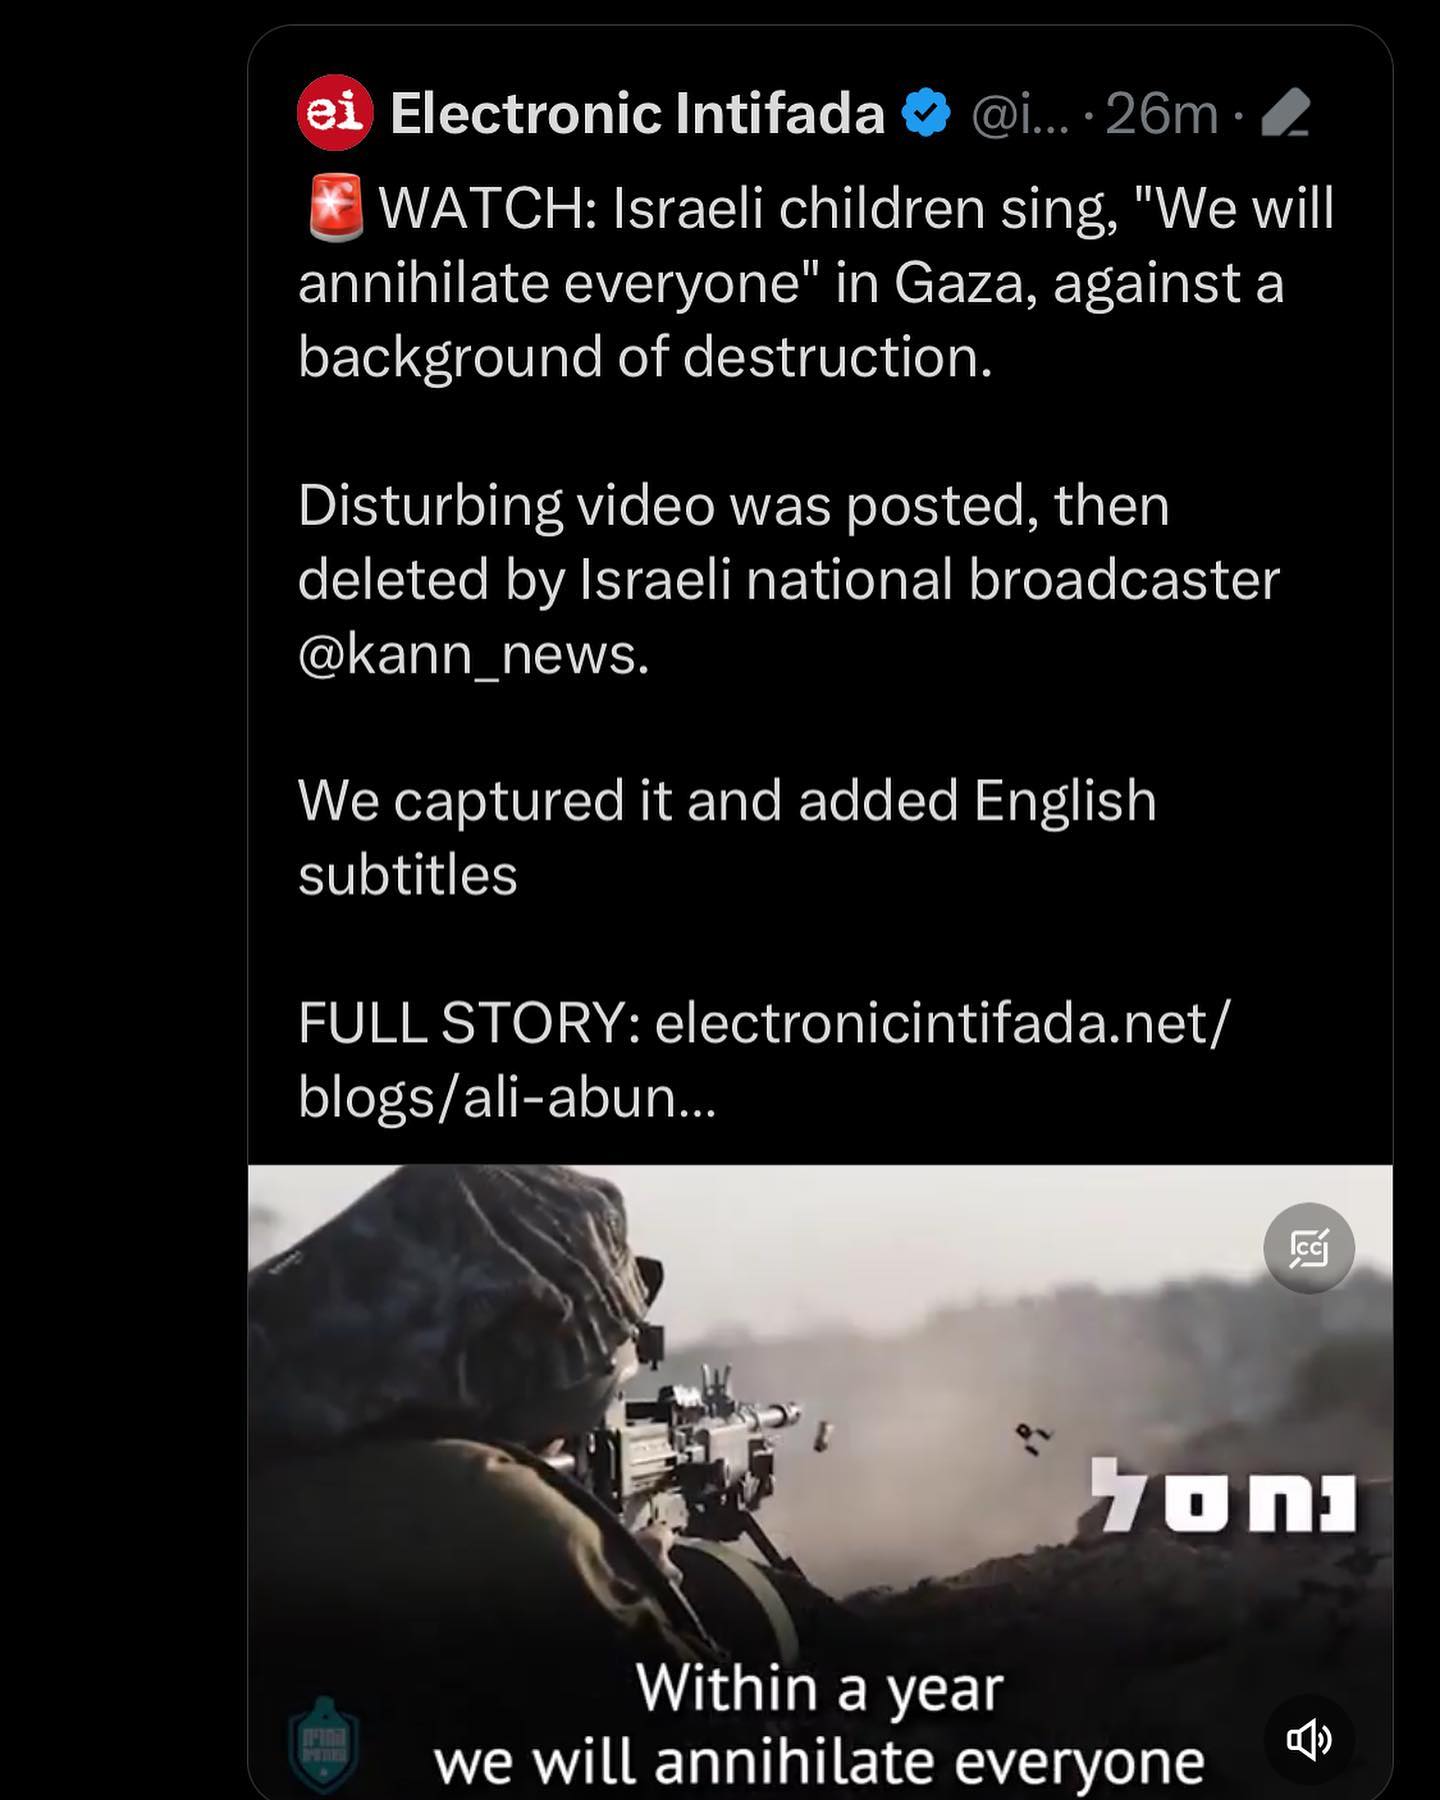 ei Electronic Intifada @i... · 26m ·
🚨 WATCH: Israeli children sing, "We will
annihilate everyone" in Gaza, against a
background of destruction.
Disturbing video was posted, then
deleted by Israeli national broadcaster
@kann_news.
We captured it and added English
subtitles
FULL STORY: electronicintifada.net/
blogs/ali-abun...
CC
נחסל
Within a year
we will annihilate everyone